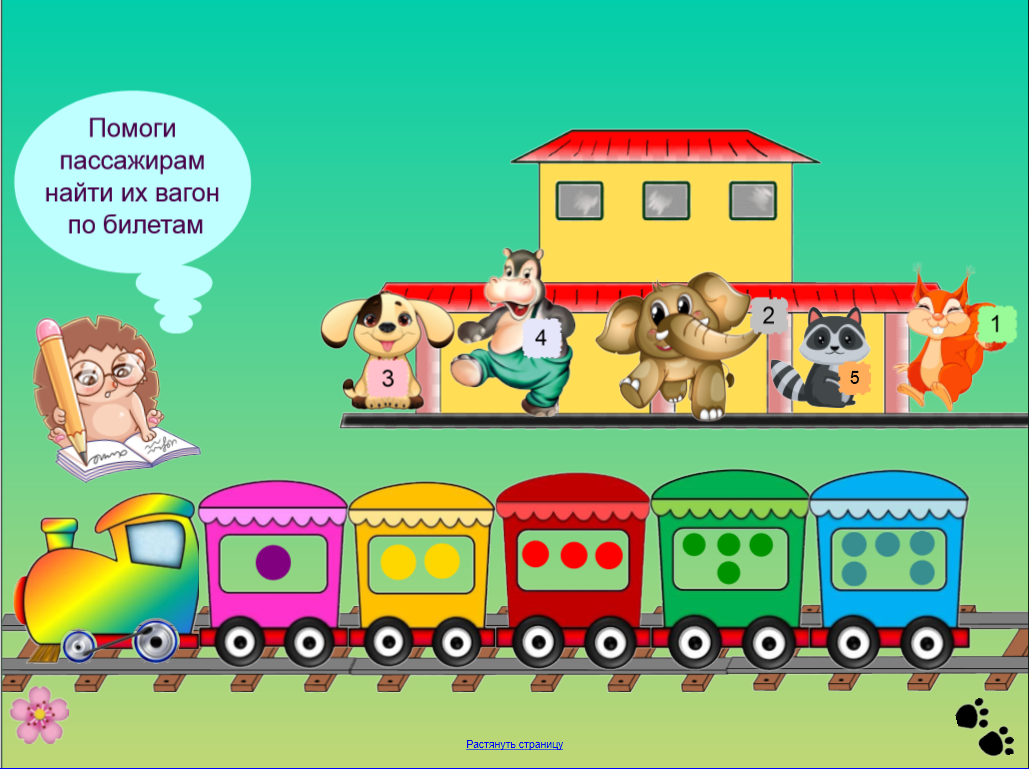 Помоги
пассажирам
найти их вагон
по билетам
2
1
4
3
5
Растянуть страницу